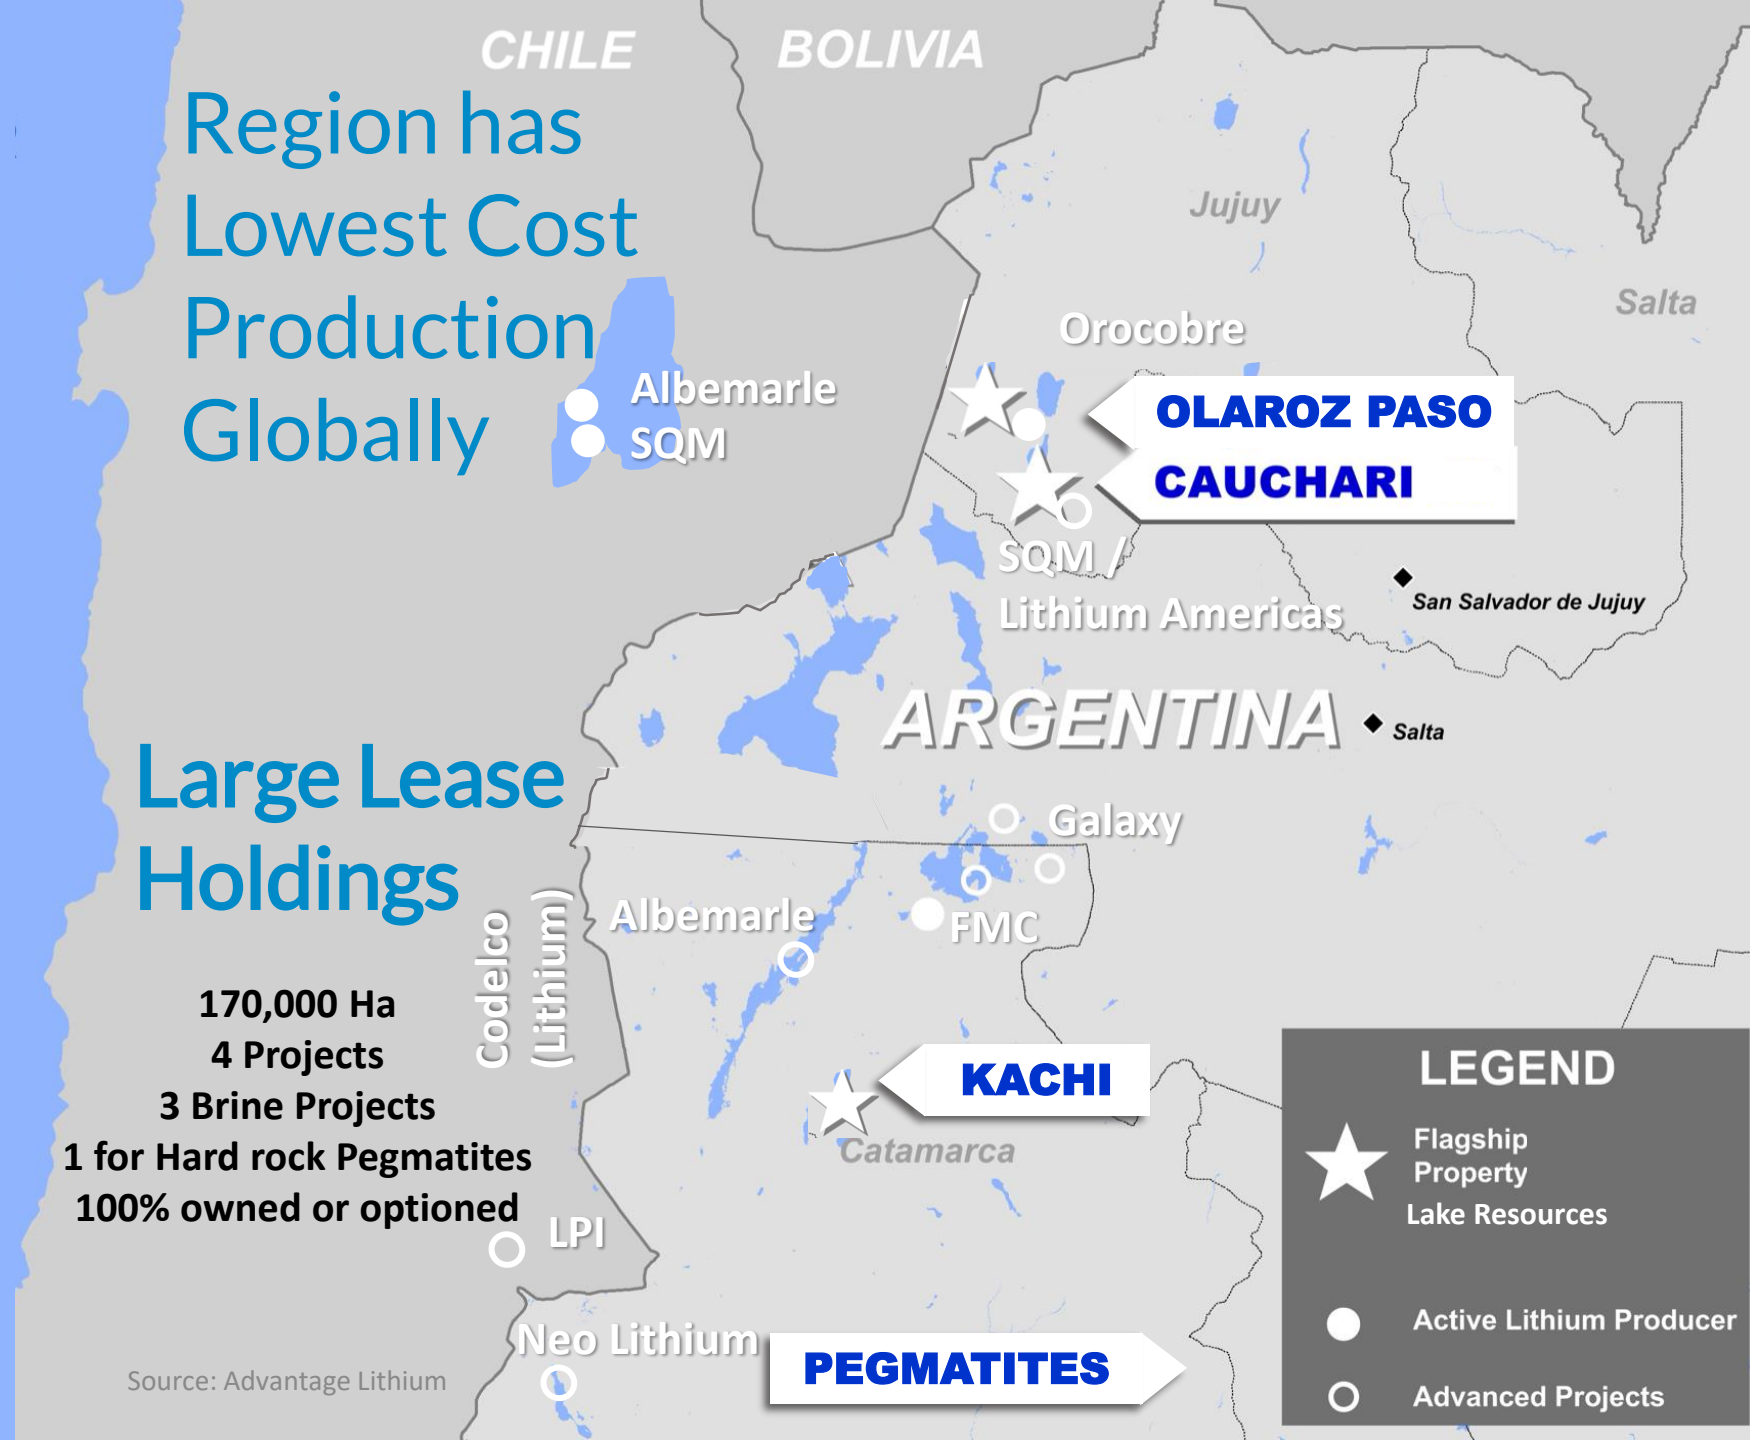 CHILE
BOLIVIA
Region has
Lowest Cost
Production
Globally
Jujuy
Salta
Orocobre
Albemarle
SQM
OLAROZ PASO
CAUCHARI
SQM /
Lithium Americas
San Salvador de Jujuy
ARGENTINA
Salta
Large Lease
Holdings
Galaxy
Albemarle
FMC
Codelco
(Lithium)
170,000 Ha
4 Projects
3 Brine Projects
1 for Hard rock Pegmatites
100% owned or optioned
KACHI
Catamarca
LPI
Neo Lithium
PEGMATITES
Source: Advantage Lithium
LEGEND
Flagship
Property
Lake Resources
Active Lithium Producer
Advanced Projects